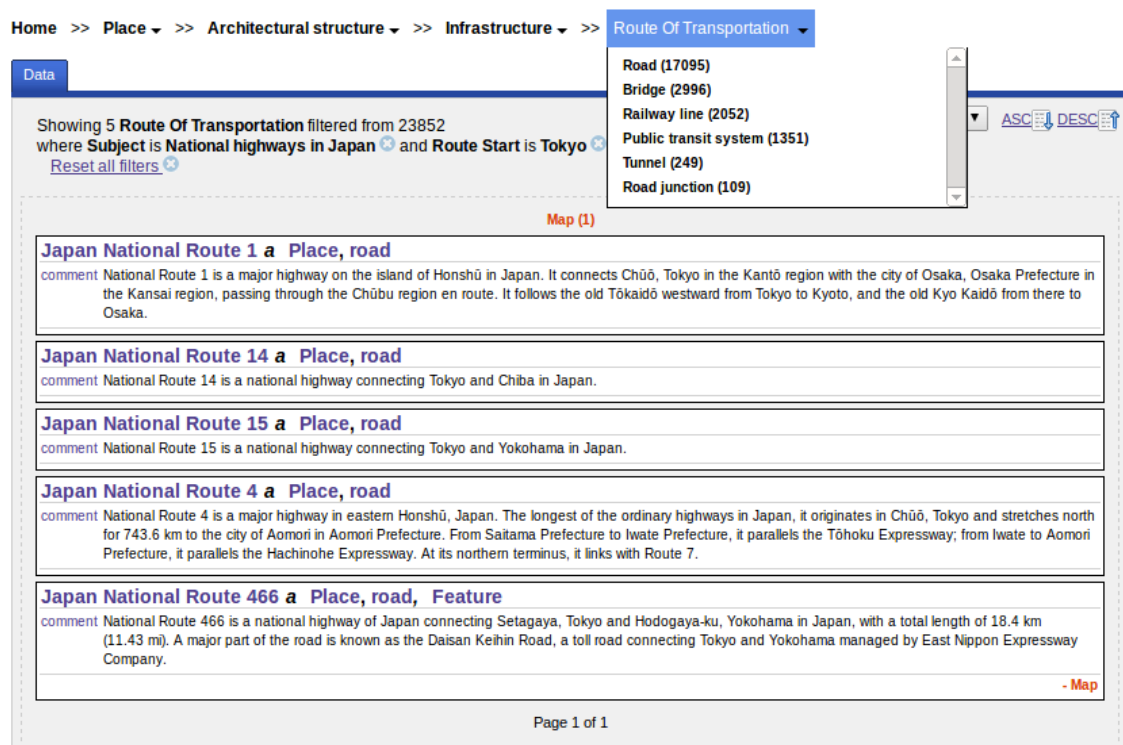 Home >> Place >> Architectural structure >> Infrastructure >> Route Of Transportation
Road (17095)
Bridge (2996)
Railway line (2052)
Public transit system (1351)
Tunnel (249)
Road junction (109)
Data
ASC DESC
Showing 5 Route Of Transportation filtered from 23852
where Subject is National highways in Japan and Route Start is Tokyo
Reset all filters
Map (1)
Japan National Route 1 a Place, road
comment National Route 1 is a major highway on the island of Honshū in Japan. It connects Chūō, Tokyo in the Kantō region with the city of Osaka, Osaka Prefecture in
the Kansai region, passing through the Chūbu region en route. It follows the old Tōkaidō westward from Tokyo to Kyoto, and the old Kyo Kaidō from there to
Osaka.
Japan National Route 14 a Place, road
comment National Route 14 is a national highway connecting Tokyo and Chiba in Japan.
Japan National Route 15 a Place, road
comment National Route 15 is a national highway connecting Tokyo and Yokohama in Japan.
Japan National Route 4 a Place, road
comment National Route 4 is a major highway in eastern Honshū, Japan. The longest of the ordinary highways in Japan, it originates in Chūō, Tokyo and stretches north
for 743.6 km to the city of Aomori in Aomori Prefecture. From Saitama Prefecture to Iwate Prefecture, it parallels the Tōhoku Expressway; from Iwate to Aomori
Prefecture, it parallels the Hachinohe Expressway. At its northern terminus, it links with Route 7.
Japan National Route 466 a Place, road, Feature
comment National Route 466 is a national highway of Japan connecting Setagaya, Tokyo and Hodogaya-ku, Yokohama in Japan, with a total length of 18.4 km
(11.43 mi). A major part of the road is known as the Daisan Keihin Road, a toll road connecting Tokyo and Yokohama managed by East Nippon Expressway
Company.
- Map
Page 1 of 1